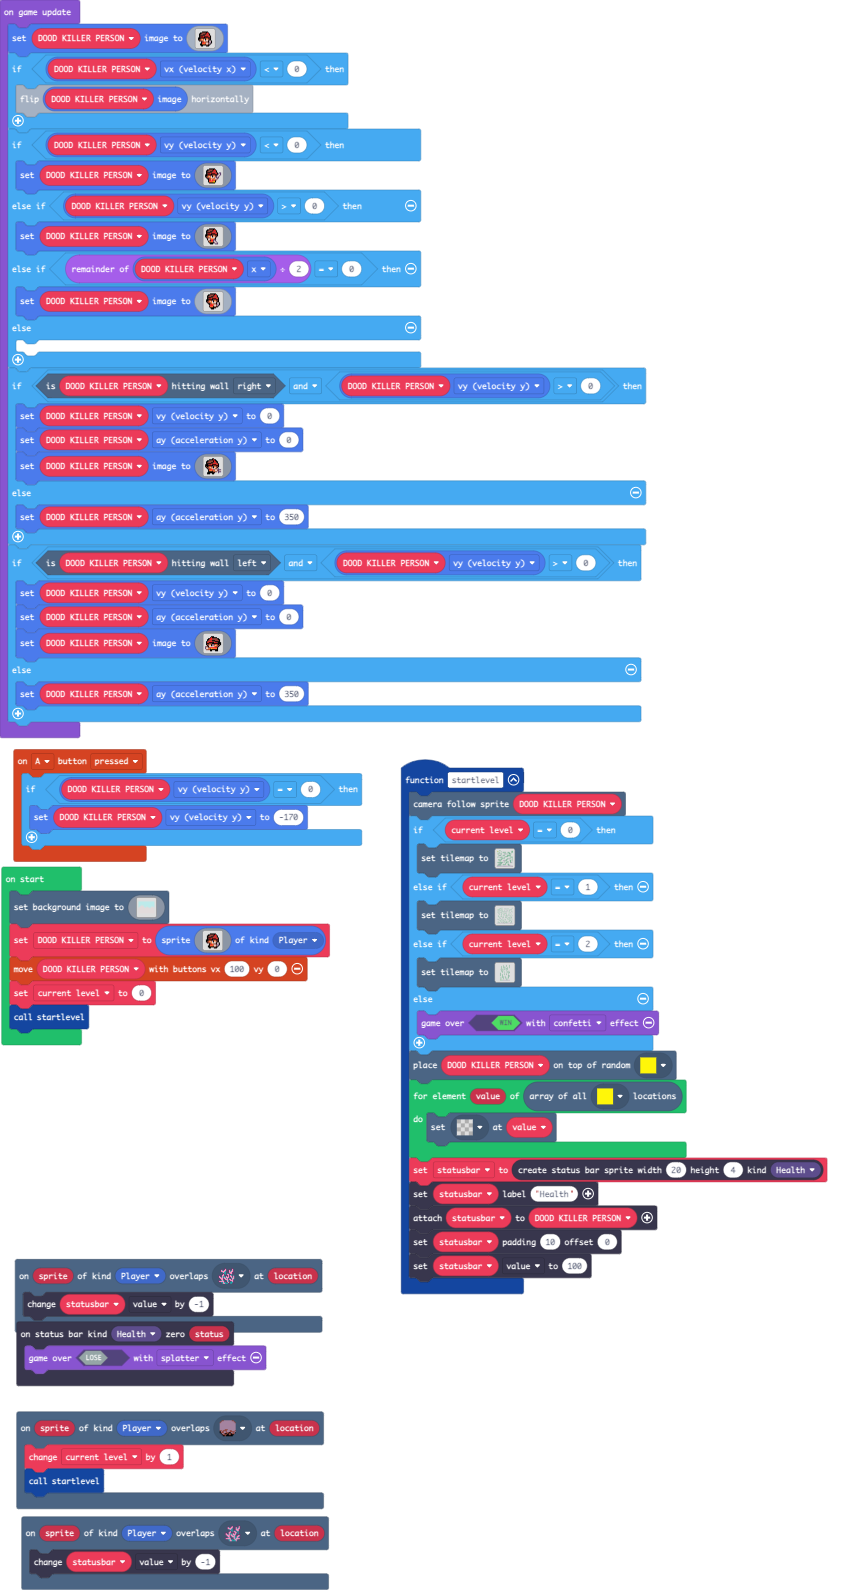 on game update
set DOOD KILLER PERSON image to
if DOOD KILLER PERSON vx (velocity x) < 0 then
flip DOOD KILLER PERSON image horizontally
if DOOD KILLER PERSON vy (velocity y) < 0 then
set DOOD KILLER PERSON image to
else if DOOD KILLER PERSON vy (velocity y) > 0 then
set DOOD KILLER PERSON image to
else if remainder of DOOD KILLER PERSON x ÷ 2 = 0 then
set DOOD KILLER PERSON image to
else
if is DOOD KILLER PERSON hitting wall right and DOOD KILLER PERSON vy (velocity y) > 0 then
set DOOD KILLER PERSON vy (velocity y) to 0
set DOOD KILLER PERSON ay (acceleration y) to 0
set DOOD KILLER PERSON image to
else
set DOOD KILLER PERSON ay (acceleration y) to 350
if is DOOD KILLER PERSON hitting wall left and DOOD KILLER PERSON vy (velocity y) > 0 then
set DOOD KILLER PERSON vy (velocity y) to 0
set DOOD KILLER PERSON ay (acceleration y) to 0
set DOOD KILLER PERSON image to
else
set DOOD KILLER PERSON ay (acceleration y) to 350
on A button pressed
if DOOD KILLER PERSON vy (velocity y) = 0 then
set DOOD KILLER PERSON vy (velocity y) to -170
on start
set background image to
set DOOD KILLER PERSON to sprite of kind Player
move DOOD KILLER PERSON with buttons vx 100 vy 0
set current level to 0
call startlevel
function startlevel
camera follow sprite DOOD KILLER PERSON
if current level = 0 then
set tilemap to
else if current level = 1 then
set tilemap to
else if current level = 2 then
set tilemap to
else
game over WIN with confetti effect
place DOOD KILLER PERSON on top of random
for element value of array of all locations
do set at value
set statusbar to create status bar sprite width 20 height 4 kind Health
set statusbar label "Health"
attach statusbar to DOOD KILLER PERSON
set statusbar padding 10 offset 0
set statusbar value to 100
on sprite of kind Player overlaps at location
change statusbar value by -1
on status bar kind Health zero status
game over LOSE with splatter effect
on sprite of kind Player overlaps at location
change current level by 1
call startlevel
on sprite of kind Player overlaps at location
change statusbar value by -1